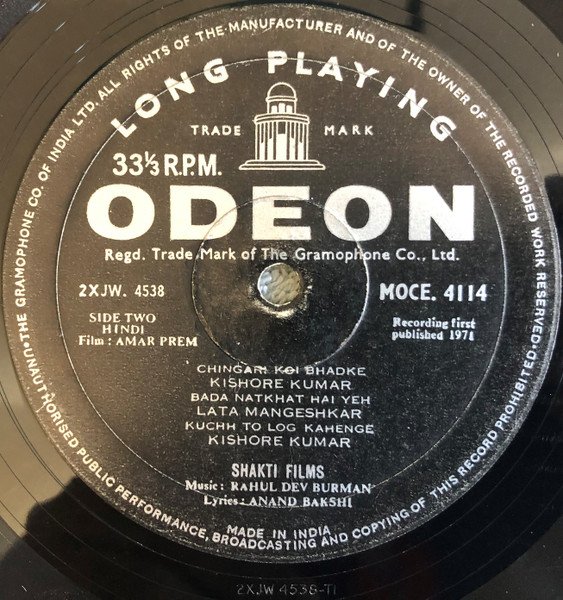 LONG PLAYING
TRADE MARK
33⅓ R.P.M.
ODEON
Regd. Trade Mark of The Gramophone Co., Ltd.
2XJW. 4538
MOCE. 4114
SIDE TWO
HINDI
Film : AMAR PREM
Recording first
published 1971
CHINGARI KOI BHADKE
KISHORE KUMAR
BADA NATKHAT HAI YEH
LATA MANGESHKAR
KUCHH TO LOG KAHENGE
KISHORE KUMAR
SHAKTI FILMS
Music : RAHUL DEV BURMAN
Lyrics : ANAND BAKSHI
MADE IN INDIA
• THE GRAMOPHONE CO. OF INDIA LTD. ALL RIGHTS OF THE MANUFACTURER AND OF THE OWNER OF THE RECORDED WORK RESERVED •
UNAUTHORISED PUBLIC PERFORMANCE, BROADCASTING AND COPYING OF THIS RECORD PROHIBITED.
2XJW 4538-T1